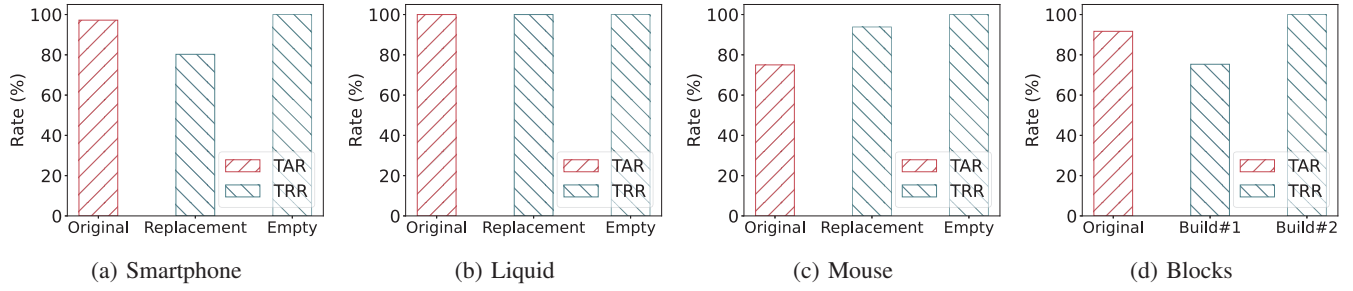 Rate (%)
100
80
60
40
20
0
TAR
TRR
Original Replacement Empty
(a) Smartphone
Rate (%)
100
80
60
40
20
0
TAR
TRR
Original Replacement Empty
(b) Liquid
Rate (%)
100
80
60
40
20
0
TAR
TRR
Original Replacement Empty
(c) Mouse
Rate (%)
100
80
60
40
20
0
TAR
TRR
Original Build#1 Build#2
(d) Blocks